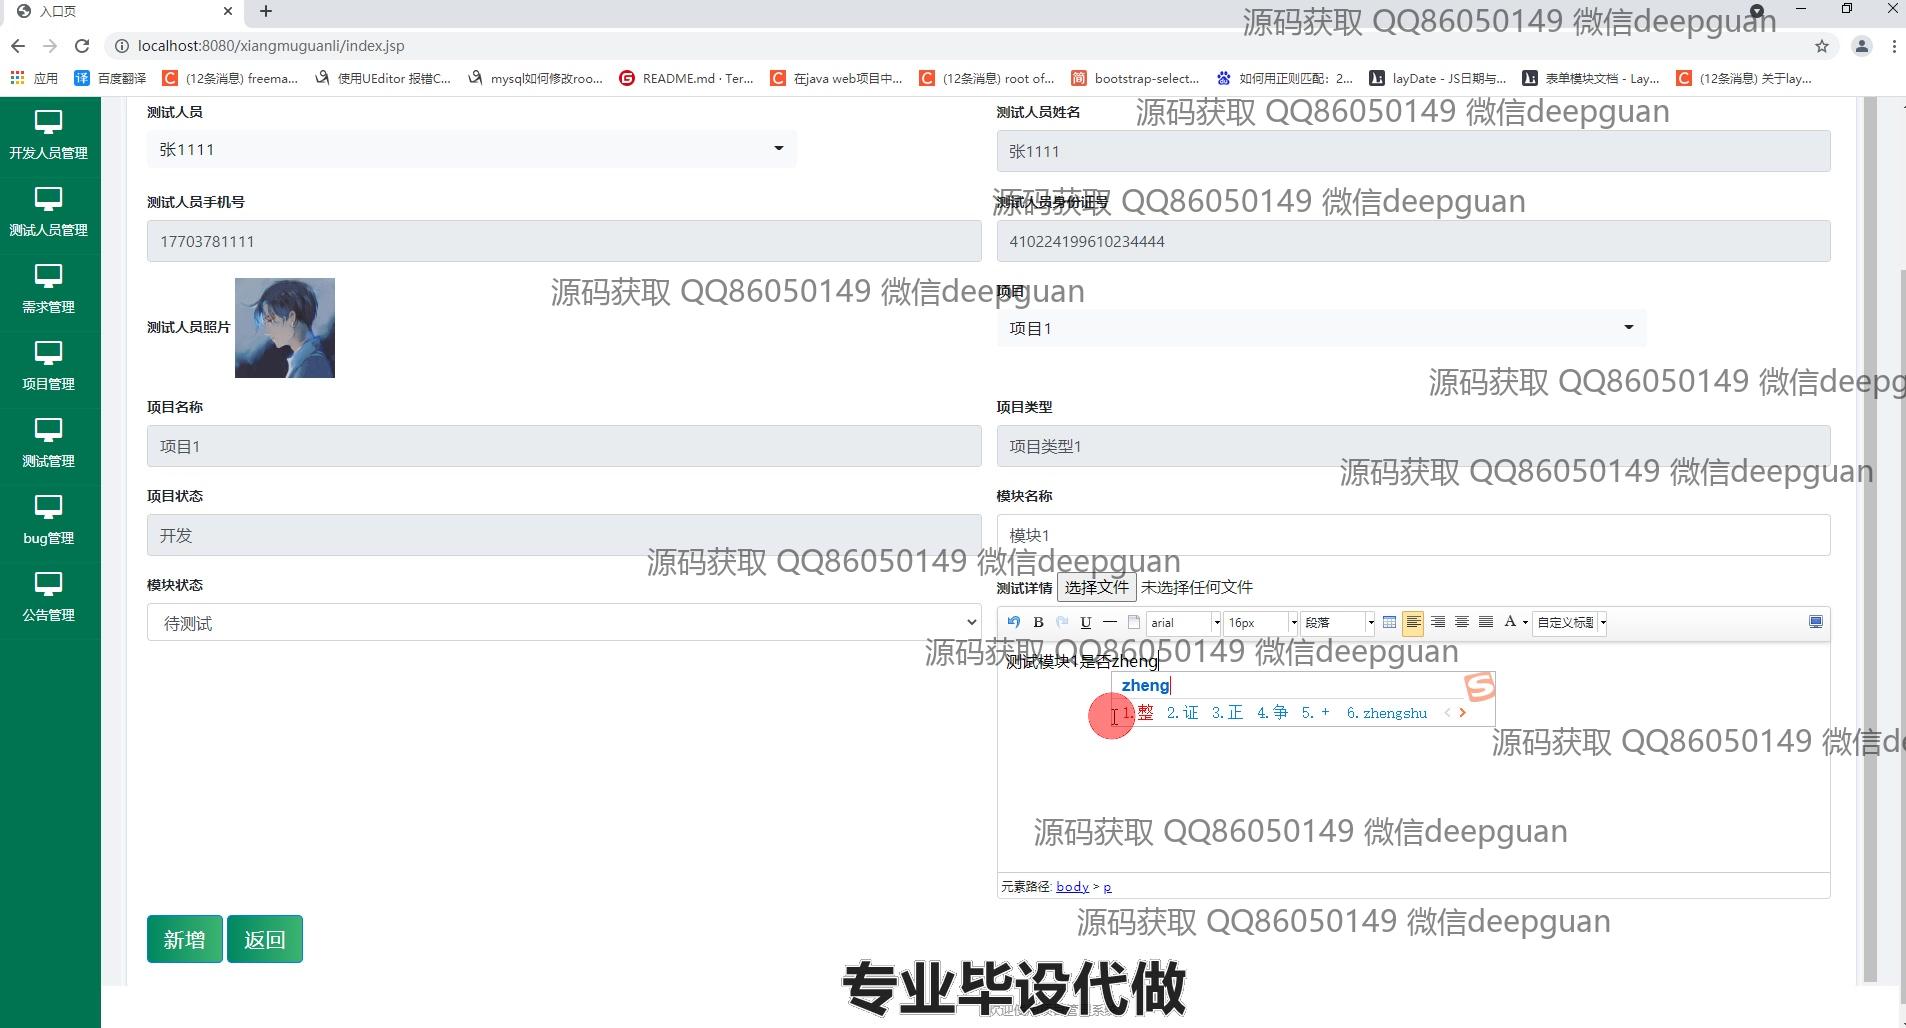 入口页
源码获取 QQ86050149 微信deepguan
localhost:8080/xiangmuguanli/index.jsp
应用 百度翻译 (12条消息) freema... 使用UEditor 报错C... mysql如何修改roo... README.md · Ter... 在java web项目中... (12条消息) root of... bootstrap-select... 如何用正则匹配：2... layDate - JS日期与... 表单模块文档 - Lay... (12条消息) 关于lay...
开发人员管理
测试人员管理
需求管理
项目管理
测试管理
bug管理
公告管理
测试人员 测试人员姓名
源码获取 QQ86050149 微信deepguan
张1111 张1111
测试人员手机号 测试人员身份证号
源码获取 QQ86050149 微信deepguan
17703781111 410224199610234444
源码获取 QQ86050149 微信deepguan
项目
测试人员照片 项目1
源码获取 QQ86050149 微信deepg
项目名称 项目类型
项目1 项目类型1
源码获取 QQ86050149 微信deepguan
项目状态 模块名称
开发 模块1
源码获取 QQ86050149 微信deepguan
模块状态 测试详情 选择文件 未选择任何文件
待测试 B U arial 16px 段落 A 自定义标题
源码获取 QQ86050149 微信deepguan
测试模块1是否zheng
zheng
1.整 2.证 3.正 4.争 5.+ 6.zhengshu
源码获取 QQ86050149 微信de
源码获取 QQ86050149 微信deepguan
元素路径: body > p
源码获取 QQ86050149 微信deepguan
新增 返回
专业毕设代做